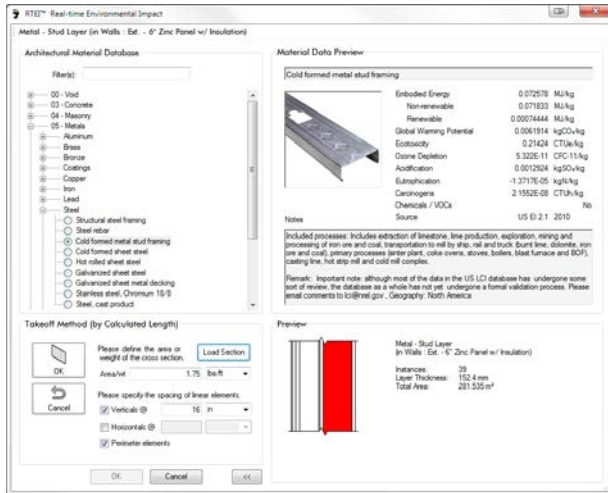 RTEI™ Real-time Environmental Impact
Metal - Stud Layer (in Walls : Ext. - 6" Zinc Panel w/ Insulation)
Architectural Material Database
Filter(s):
00 - Void
03 - Concrete
04 - Masonry
05 - Metals
Aluminum
Brass
Bronze
Coatings
Copper
Iron
Lead
Steel
Structural steel framing
Steel rebar
Cold formed metal stud framing
Cold formed sheet steel
Hot rolled sheet steel
Galvanized sheet steel
Galvanized sheet metal decking
Stainless steel, Chromium 18/8
Steel, cast product
Material Data Preview
Cold formed metal stud framing
Embodied Energy 0.072578 MJ/kg
Non-renewable 0.071833 MJ/kg
Renewable 0.00074444 MJ/kg
Global Warming Potential 0.0061914 kgCO₂/kg
Ecotoxicity 0.21424 CTUe/kg
Ozone Depletion 5.322E-11 CFC-11/kg
Acidification 0.0012924 kgSO₂/kg
Eutrophication -1.3717E-05 kgN/kg
Carcinogens 2.1552E-08 CTUh/kg
Chemicals / VOCs No
Source US EI 2.1 2010
Notes
Included processes: Includes extraction of limestone, lime production, exploration, mining and
processing of iron ore and coal, transportation to mill by ship, rail and truck (burnt lime, dolomite, iron
ore and coal), primary processes (sinter plant, coke ovens, stoves, boilers, blast furnace and BOF),
casting line, hot strip mill and cold mill complex.
Remark: Important note: although most of the data in the US LCI database has undergone some
sort of review, the database as a whole has not yet undergone a formal validation process. Please
email comments to lci@nrel.gov., Geography: North America
Takeoff Method (by Calculated Length)
OK
Cancel
Please define the area or
weight of the cross section.
Load Section
Area/wt 1.75 lbs-ft
Please specify the spacing of linear elements.
Verticals @ 16 in
Horizontals @
Perimeter elements
OK Cancel <<
Preview
Metal - Stud Layer
(in Walls : Ext. - 6" Zinc Panel w/ Insulation)
Instances: 39
Layer Thickness: 152.4 mm
Total Area: 281.535 m²